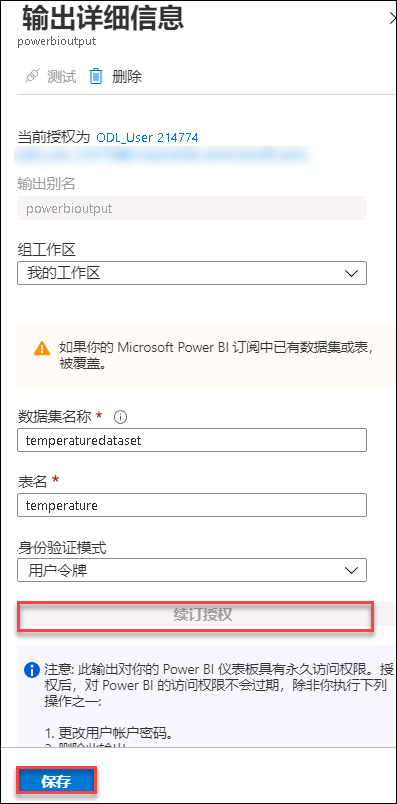 输出详细信息
powerbioutput
测试 删除
当前授权为 ODL_User 214774
输出别名
powerbioutput
组工作区
我的工作区
如果你的 Microsoft Power BI 订阅中已有数据集或表，
被覆盖。
数据集名称 *
temperaturedataset
表名 *
temperature
身份验证模式
用户令牌
续订授权
注意: 此输出对你的 Power BI 仪表板具有永久访问权限。授
权后，对 Power BI 的访问权限不会过期，除非你执行下列
操作之一:
1. 更改用户帐户密码。
2. 删除此输出
保存